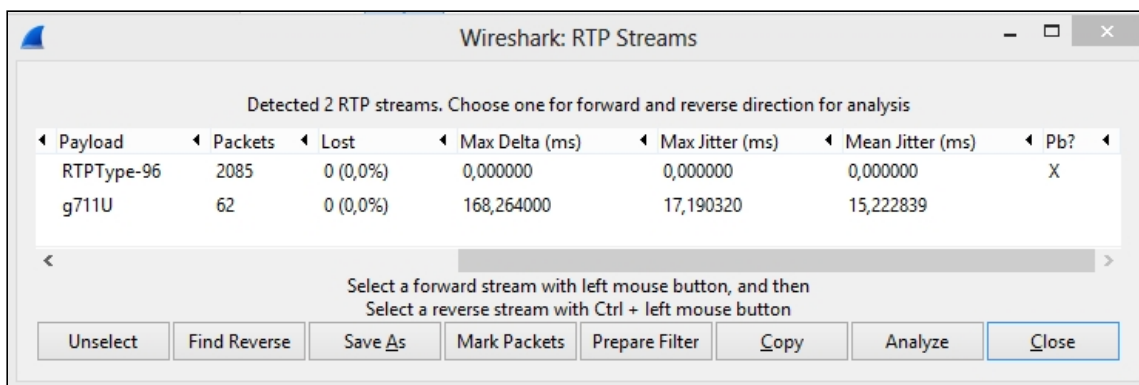 Wireshark: RTP Streams
Detected 2 RTP streams. Choose one for forward and reverse direction for analysis
Payload Packets Lost Max Delta (ms) Max Jitter (ms) Mean Jitter (ms) Pb?
RTPType-96 2085 0 (0,0%) 0,000000 0,000000 0,000000 X
g711U 62 0 (0,0%) 168,264000 17,190320 15,222839
Select a forward stream with left mouse button, and then
Select a reverse stream with Ctrl + left mouse button
Unselect Find Reverse Save As Mark Packets Prepare Filter Copy Analyze Close